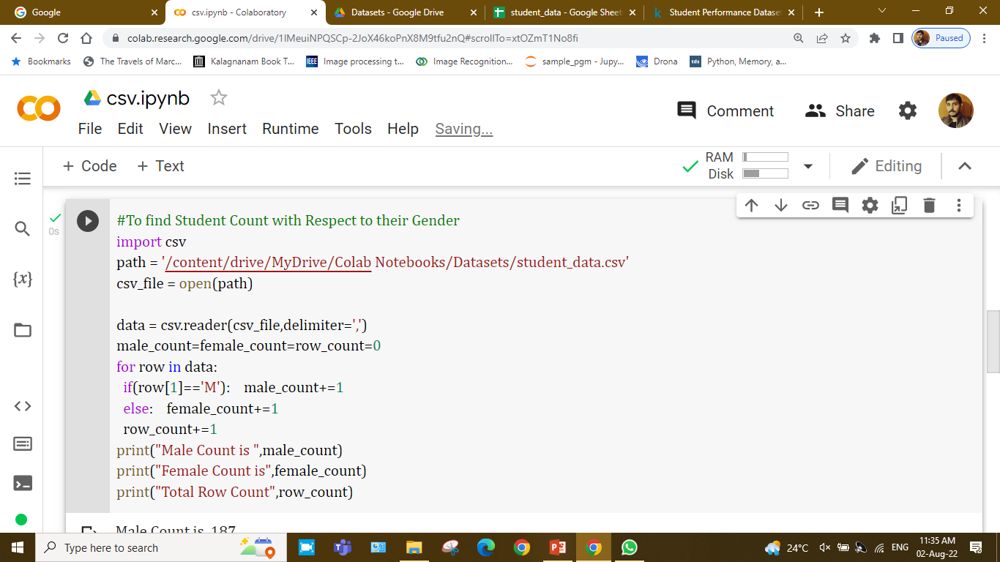 Google
csv.ipynb - Colaboratory
Datasets - Google Drive
student_data - Google Sheets
Student Performance Dataset
colab.research.google.com/drive/1IMeuiNPQSCp-2JoX46koPnX8M9tfu2nQ#scrollTo=xtOZmT1No8fi
Paused
Bookmarks
The Travels of Marc...
Kalagnanam Book T...
IEEE
Image processing t...
Image Recognition...
sample_pgm - Jupy...
Drona
tds
Python, Memory, a...
csv.ipynb
Comment
Share
File Edit View Insert Runtime Tools Help Saving...
+ Code + Text
RAM
Disk
Editing
0s
#To find Student Count with Respect to their Gender
import csv
path = '/content/drive/MyDrive/Colab Notebooks/Datasets/student_data.csv'
csv_file = open(path)
data = csv.reader(csv_file,delimiter=',')
male_count=female_count=row_count=0
for row in data:
  if(row[1]=='M'):    male_count+=1
  else:    female_count+=1
  row_count+=1
print("Male Count is ",male_count)
print("Female Count is",female_count)
print("Total Row Count",row_count)
Male Count is  187
Type here to search
24°C
ENG
11:35 AM
02-Aug-22